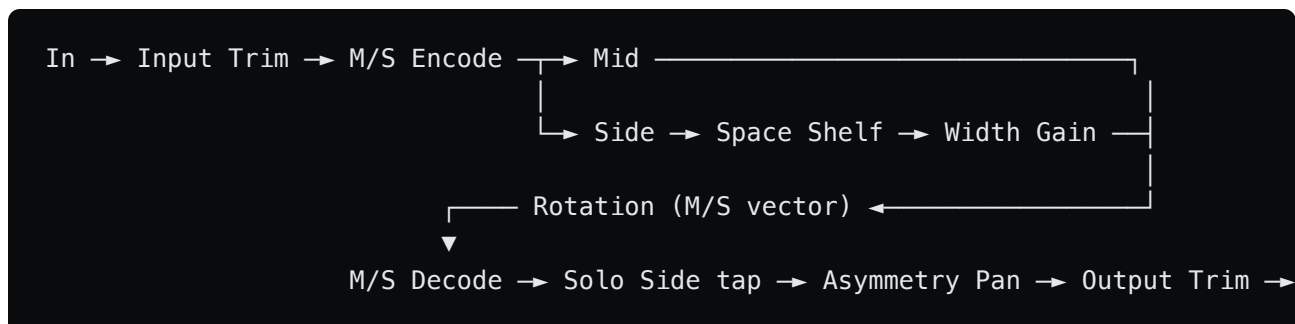 In → Input Trim → M/S Encode ─┬─► Mid ───────────────┐
└─► Side → Space Shelf → Width Gain ──┤
┌──── Rotation (M/S vector) ◄─────────────┘
▼
M/S Decode → Solo Side tap → Asymmetry Pan → Output Trim →